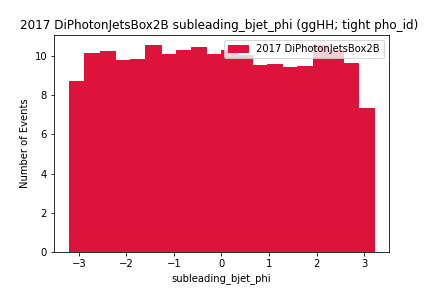 2017 DiPhotonJetsBox2B subleading_bjet_phi (ggHH; tight pho_id)
2017 DiPhotonJetsBox2B
10
8
6
4
2
0
Number of Events
−3 −2 −1 0 1 2 3
subleading_bjet_phi